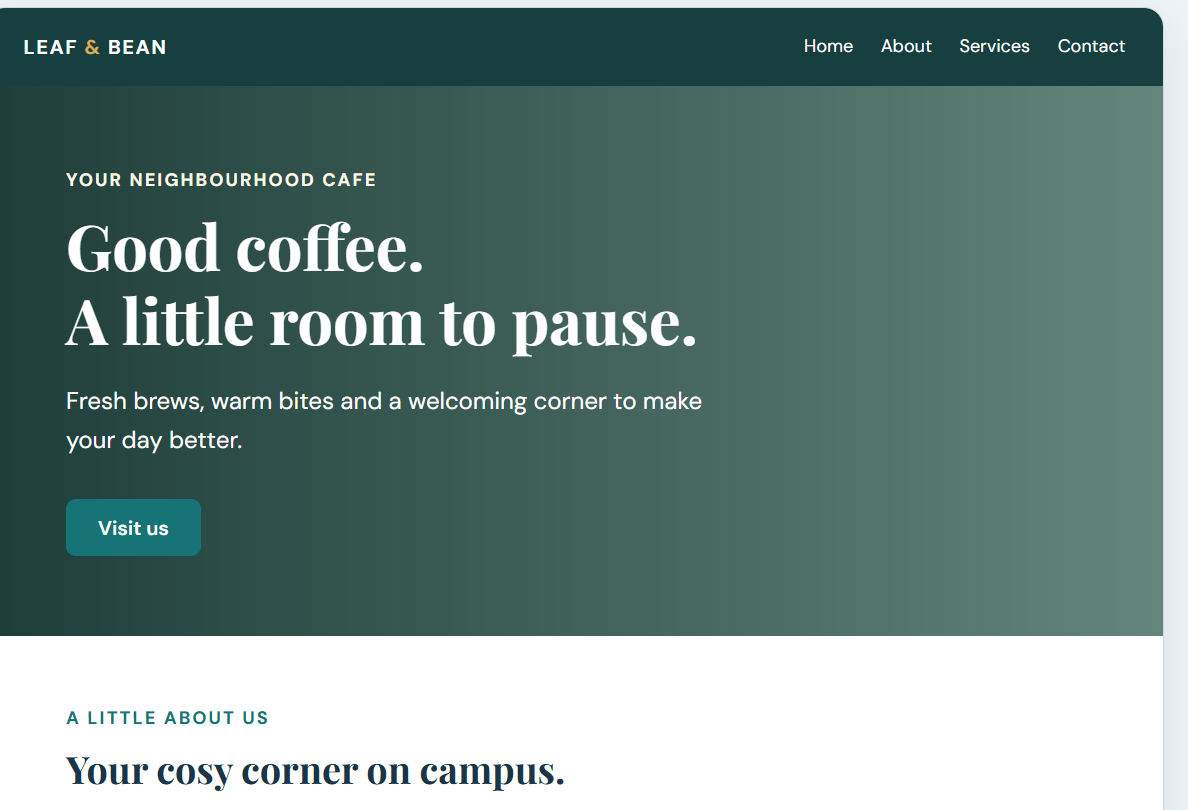 LEAF & BEAN
Home About Services Contact
YOUR NEIGHBOURHOOD CAFE
Good coffee.
A little room to pause.
Fresh brews, warm bites and a welcoming corner to make
your day better.
Visit us
A LITTLE ABOUT US
Your cosy corner on campus.